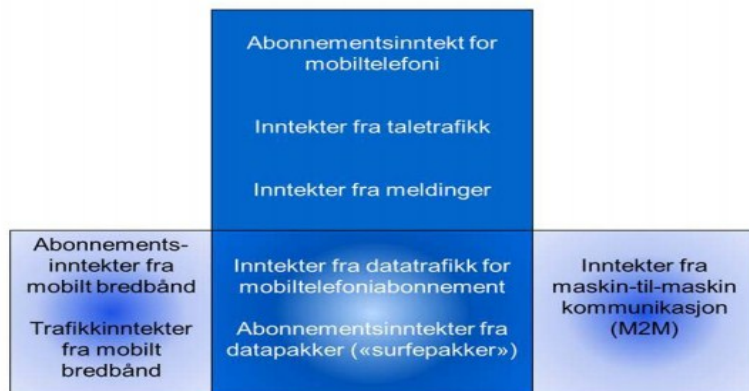 Abonnementsinntekt for
mobiltelefoni
Inntekter fra taletrafikk
Inntekter fra meldinger
Abonnements-
inntekter fra
mobilt bredbånd
Trafikkinntekter
fra mobilt
bredbånd
Inntekter fra datatrafikk for
mobiltelefoniabonnement
Abonnementsinntekter fra
datapakker («surfepakker»)
Inntekter fra
maskin-til-maskin
kommunikasjon
(M2M)